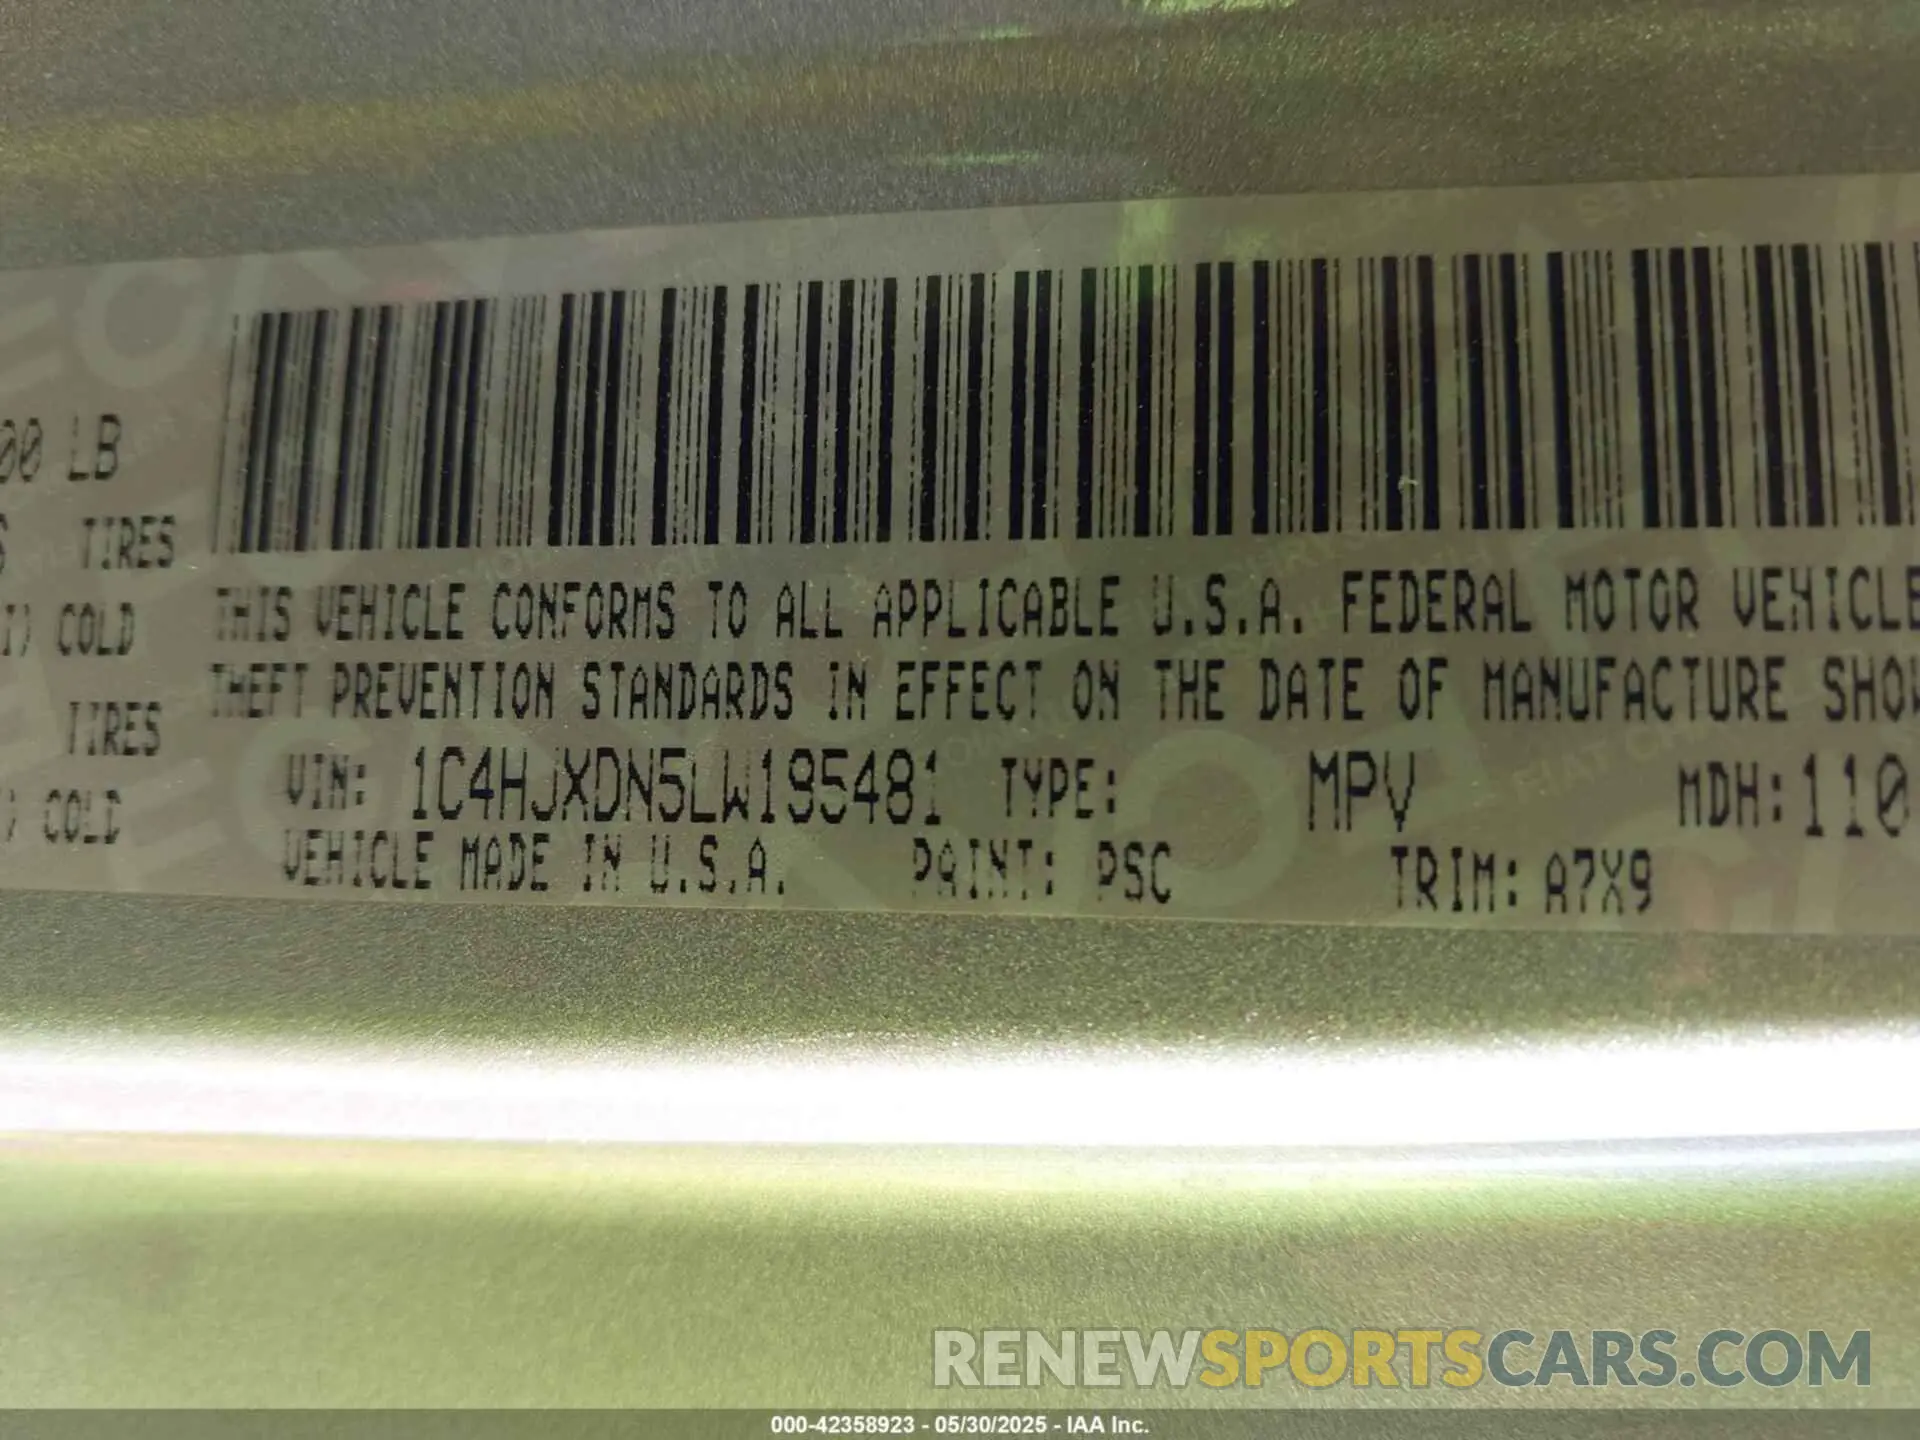 00 LB
TIRES
I) COLD
TIRES
) COLD
THIS VEHICLE CONFORMS TO ALL APPLICABLE U.S.A. FEDERAL MOTOR VEHICLE
THEFT PREVENTION STANDARDS IN EFFECT ON THE DATE OF MANUFACTURE SHOW
VIN: 1C4HJXDN5LW195481 TYPE: MPV MDH:110
VEHICLE MADE IN U.S.A. PAINT: PSC TRIM: A7X9
RENEWSPORTSCARS.COM
000-42358923 - 05/30/2025 - IAA Inc.